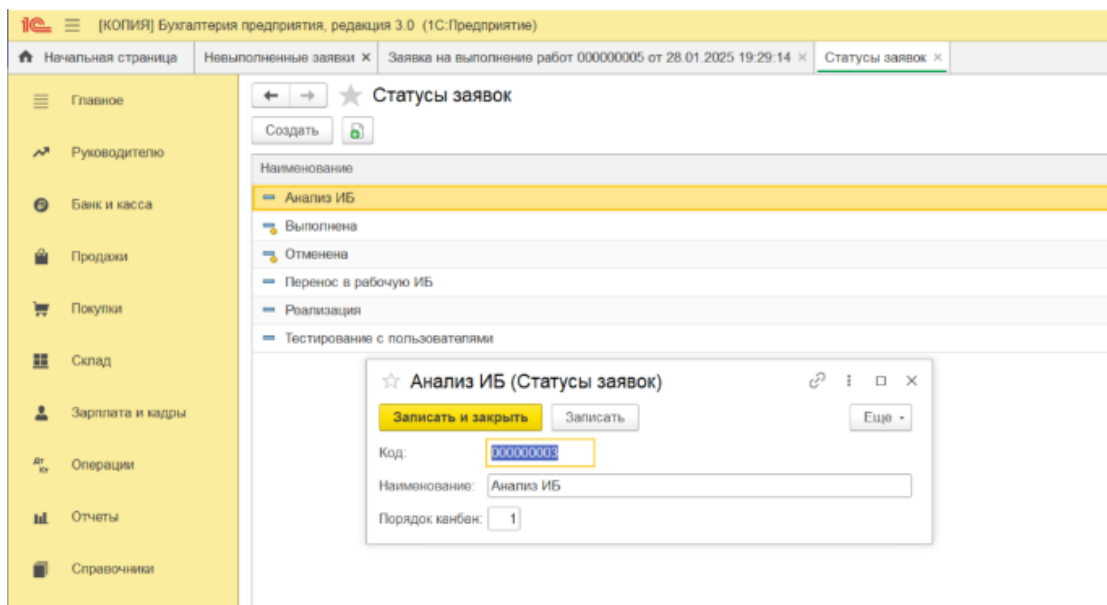 1С [КОПИЯ] Бухгалтерия предприятия, редакция 3.0 (1С:Предприятие)
Начальная страница Невыполненные заявки × Заявка на выполнение работ 000000005 от 28.01.2025 19:29:14 × Статусы заявок ×
Главное
Руководителю
Банк и касса
Продажи
Покупки
Склад
Зарплата и кадры
Дт Кт Операции
Отчеты
Справочники
Статусы заявок
Создать
Наименование
Анализ ИБ
Выполнена
Отменена
Перенос в рабочую ИБ
Реализация
Тестирование с пользователями
Анализ ИБ (Статусы заявок)
Записать и закрыть Записать Еще
Код: 000000003
Наименование: Анализ ИБ
Порядок канбан: 1